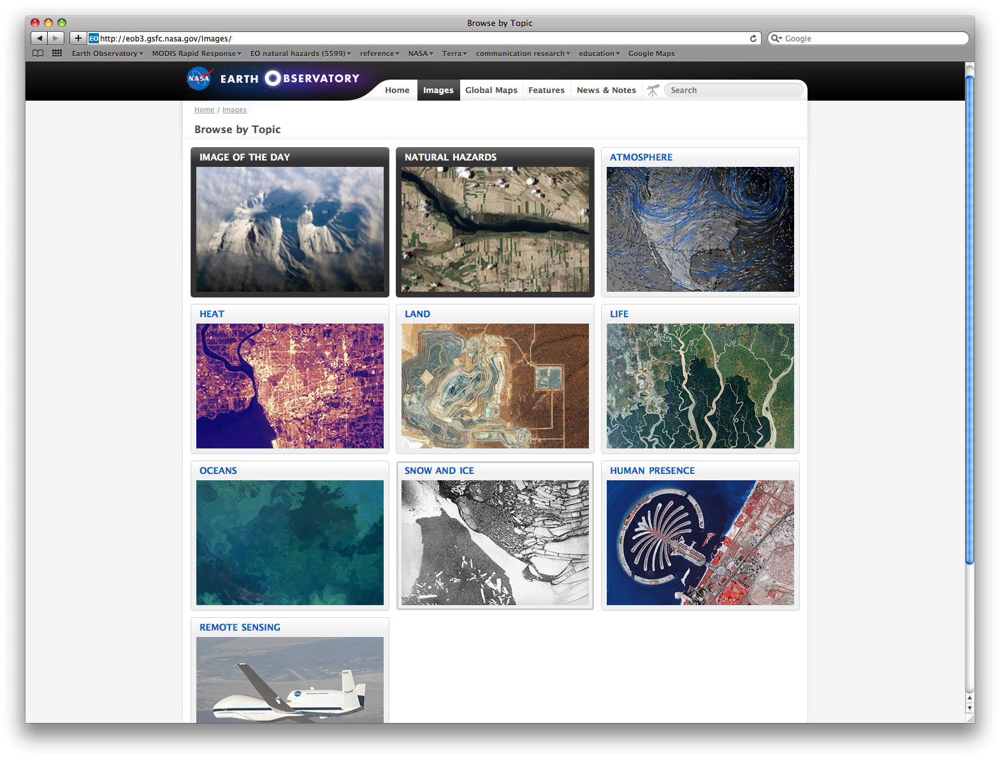 Browse by Topic
EO http://eob3.gsfc.nasa.gov/Images/
Google
Earth Observatory MODIS Rapid Response EO natural hazards (5599) reference NASA Terra communication research education Google Maps
NASA EARTH OBSERVATORY
Home Images Global Maps Features News & Notes Search
Home / Images
Browse by Topic
IMAGE OF THE DAY NATURAL HAZARDS ATMOSPHERE
HEAT LAND LIFE
OCEANS SNOW AND ICE HUMAN PRESENCE
REMOTE SENSING
NASA